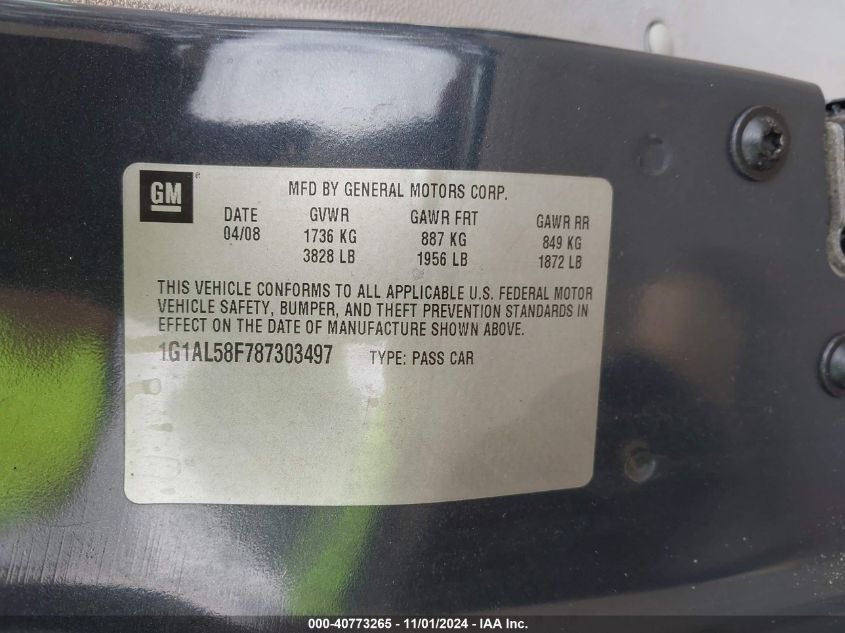 GM ®
MFD BY GENERAL MOTORS CORP.
DATE GVWR GAWR FRT GAWR RR
04/08 1736 KG 887 KG 849 KG
3828 LB 1956 LB 1872 LB
THIS VEHICLE CONFORMS TO ALL APPLICABLE U.S. FEDERAL MOTOR
VEHICLE SAFETY, BUMPER, AND THEFT PREVENTION STANDARDS IN
EFFECT ON THE DATE OF MANUFACTURE SHOWN ABOVE.
1G1AL58F787303497 TYPE: PASS CAR
000-40773265 - 11/01/2024 - IAA Inc.